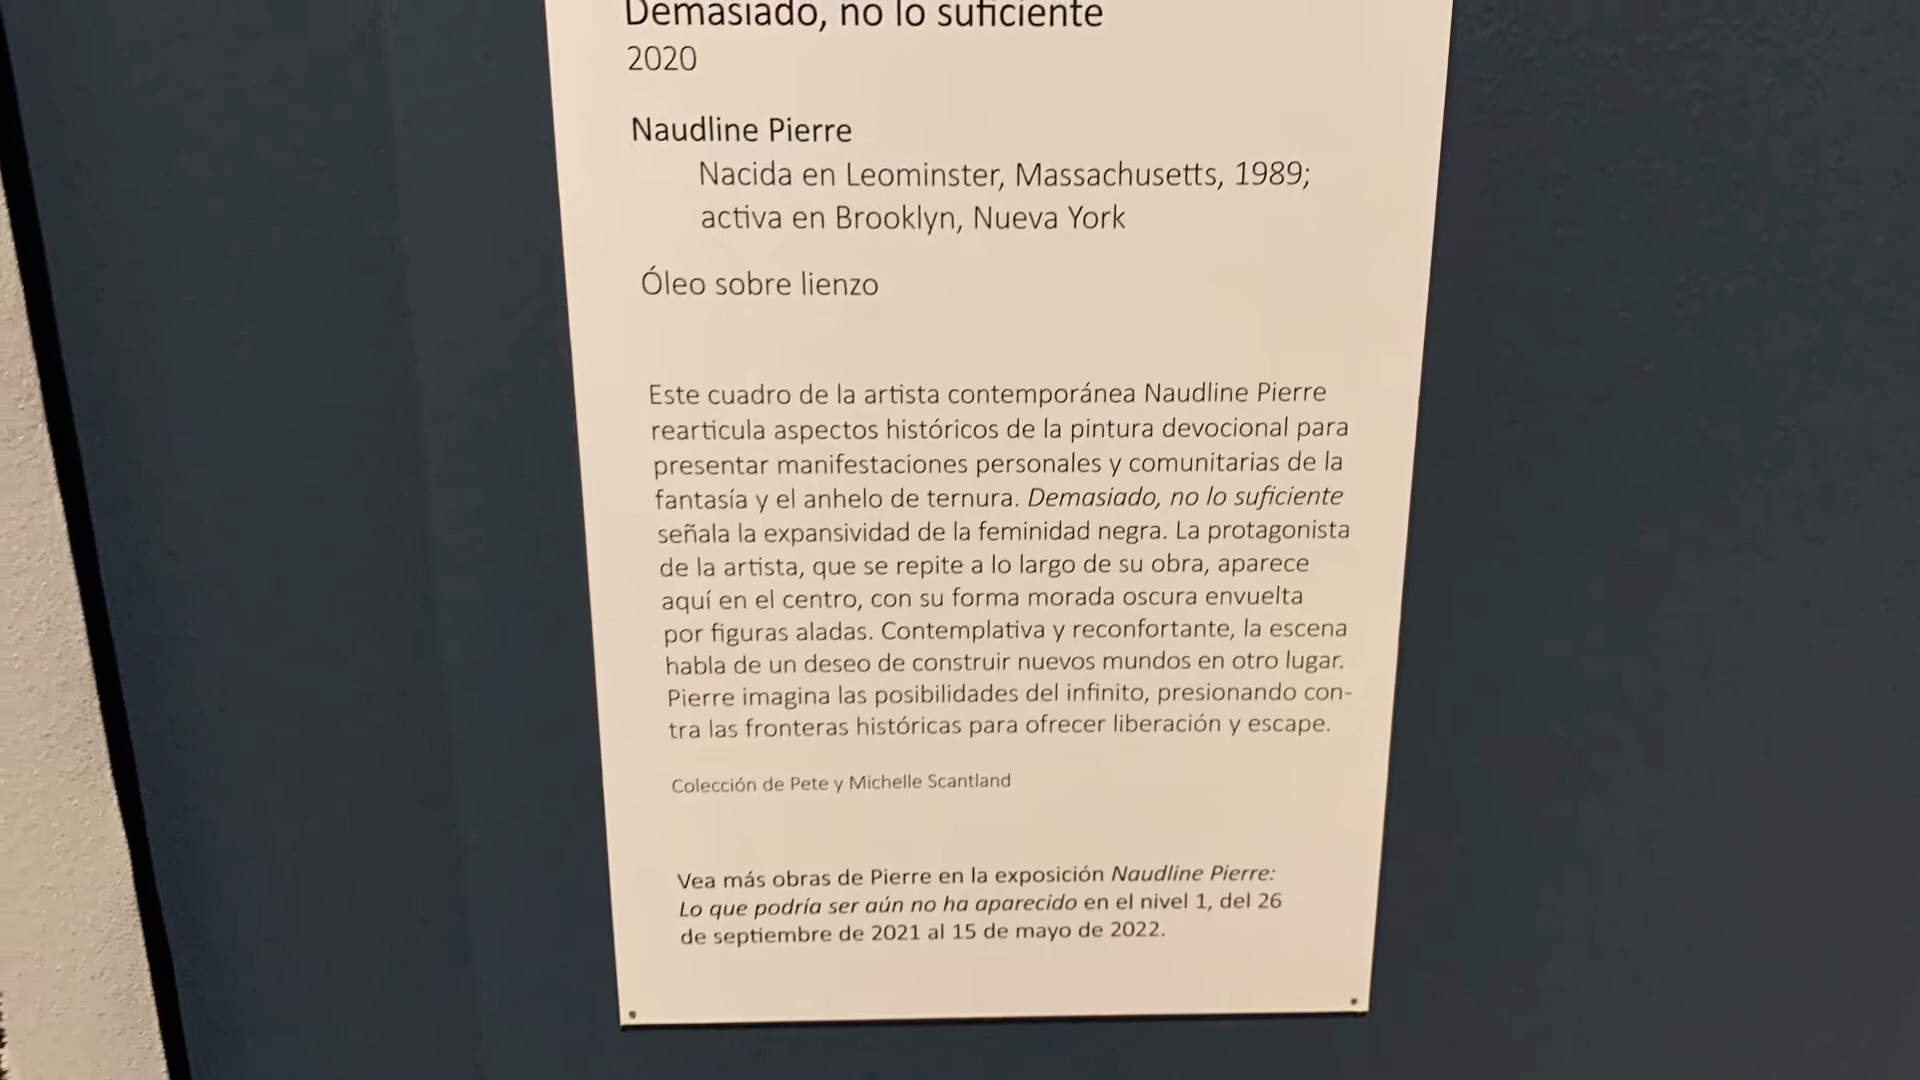 Demasiado, no lo suficiente
2020
Naudline Pierre
Nacida en Leominster, Massachusetts, 1989;
activa en Brooklyn, Nueva York
Óleo sobre lienzo
Este cuadro de la artista contemporánea Naudline Pierre
rearticula aspectos históricos de la pintura devocional para
presentar manifestaciones personales y comunitarias de la
fantasía y el anhelo de ternura. Demasiado, no lo suficiente
señala la expansividad de la feminidad negra. La protagonista
de la artista, que se repite a lo largo de su obra, aparece
aquí en el centro, con su forma morada oscura envuelta
por figuras aladas. Contemplativa y reconfortante, la escena
habla de un deseo de construir nuevos mundos en otro lugar.
Pierre imagina las posibilidades del infinito, presionando con-
tra las fronteras históricas para ofrecer liberación y escape.
Colección de Pete y Michelle Scantland
Vea más obras de Pierre en la exposición Naudline Pierre:
Lo que podría ser aún no ha aparecido en el nivel 1, del 26
de septiembre de 2021 al 15 de mayo de 2022.